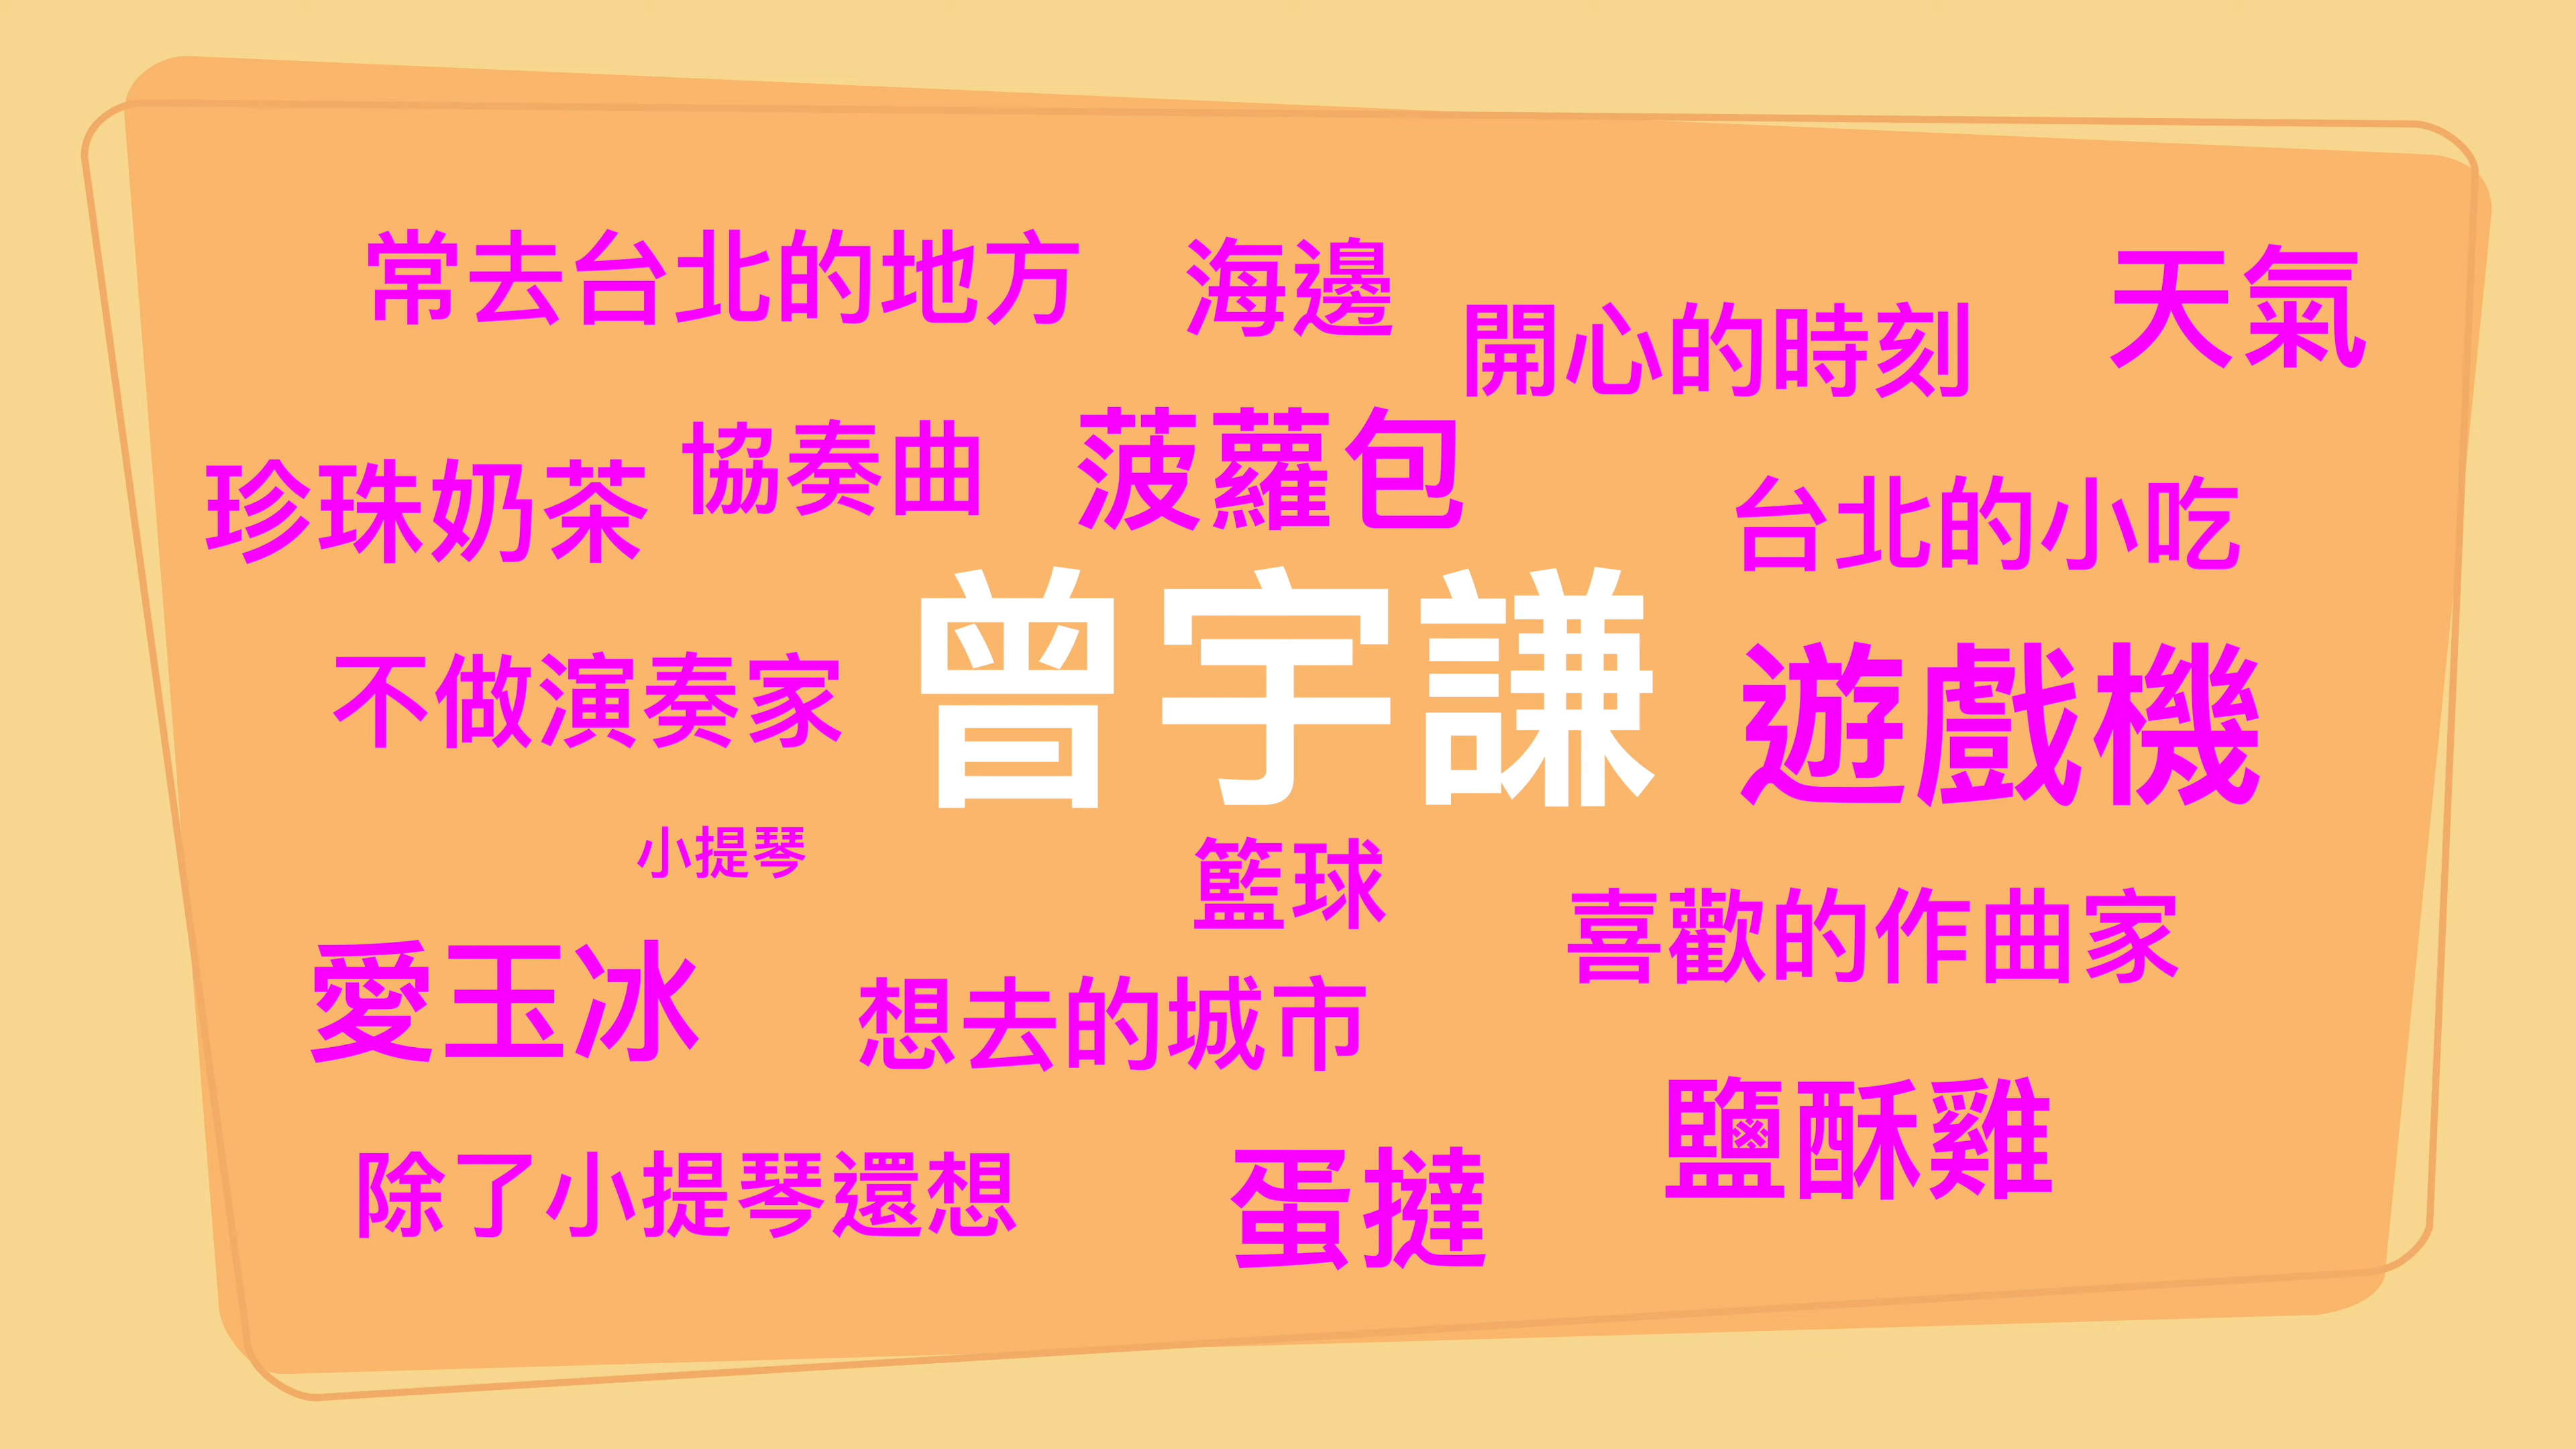 常去台北的地方
海邊
天氣
開心的時刻
菠蘿包
協奏曲
珍珠奶茶
台北的小吃
曾宇謙
不做演奏家
遊戲機
小提琴
籃球
喜歡的作曲家
愛玉冰
想去的城市
鹽酥雞
除了小提琴還想
蛋撻